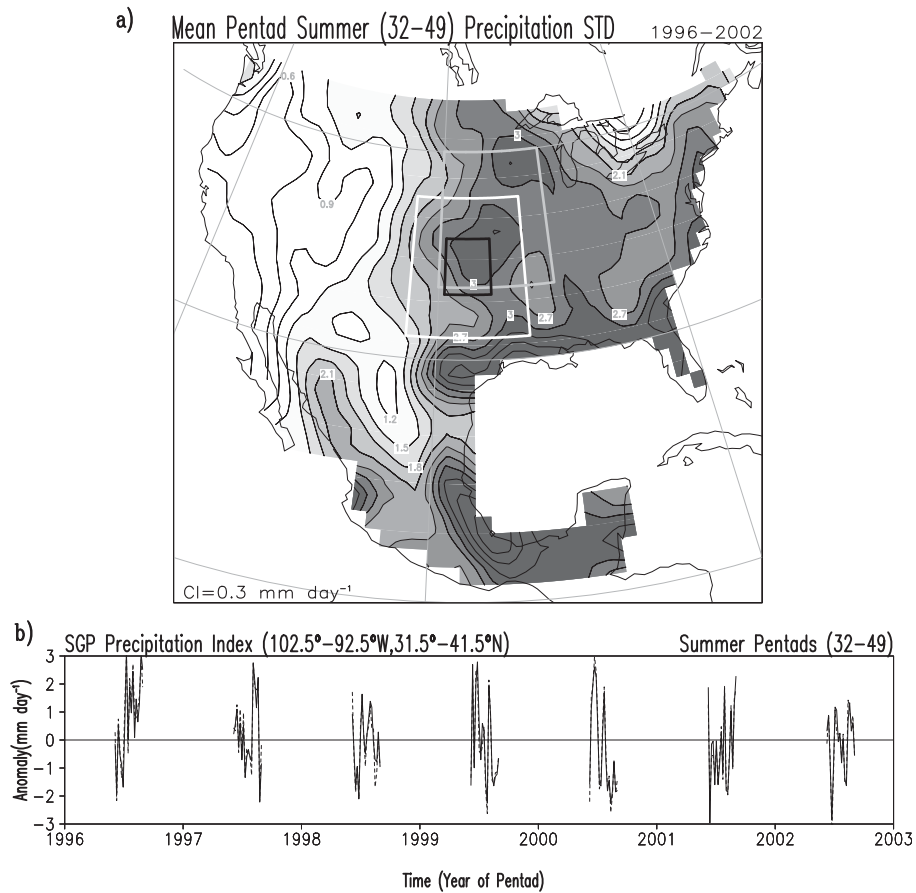 a)
Mean Pentad Summer (32–49) Precipitation STD 1996–2002
0.6
3
2.1
0.9
3
3
2.7
2.7
2.7
2.1
1.2
1.5
1.8
CI=0.3 mm day⁻¹
b)
SGP Precipitation Index (102.5°–92.5°W,31.5°–41.5°N) Summer Pentads (32–49)
Anomaly(mm day⁻¹)
3
2
1
0
−1
−2
−3
1996 1997 1998 1999 2000 2001 2002 2003
Time (Year of Pentad)